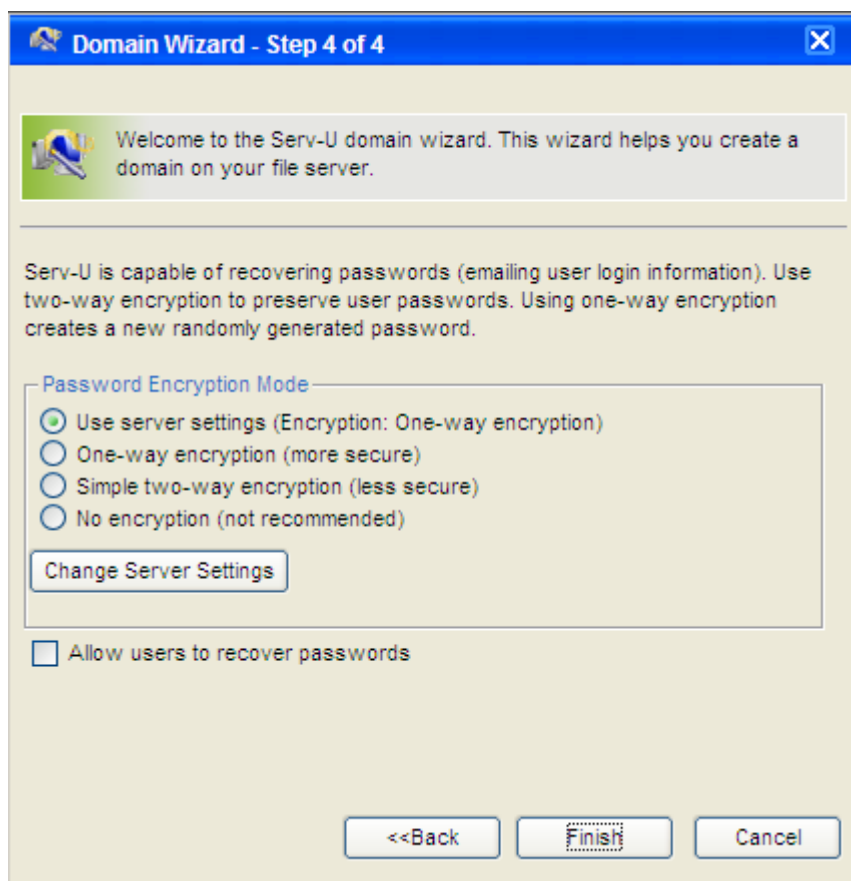 Domain Wizard - Step 4 of 4
Welcome to the Serv-U domain wizard. This wizard helps you create a
domain on your file server.
Serv-U is capable of recovering passwords (emailing user login information). Use
two-way encryption to preserve user passwords. Using one-way encryption
creates a new randomly generated password.
Password Encryption Mode
Use server settings (Encryption: One-way encryption)
One-way encryption (more secure)
Simple two-way encryption (less secure)
No encryption (not recommended)
Change Server Settings
Allow users to recover passwords
<<Back Finish Cancel